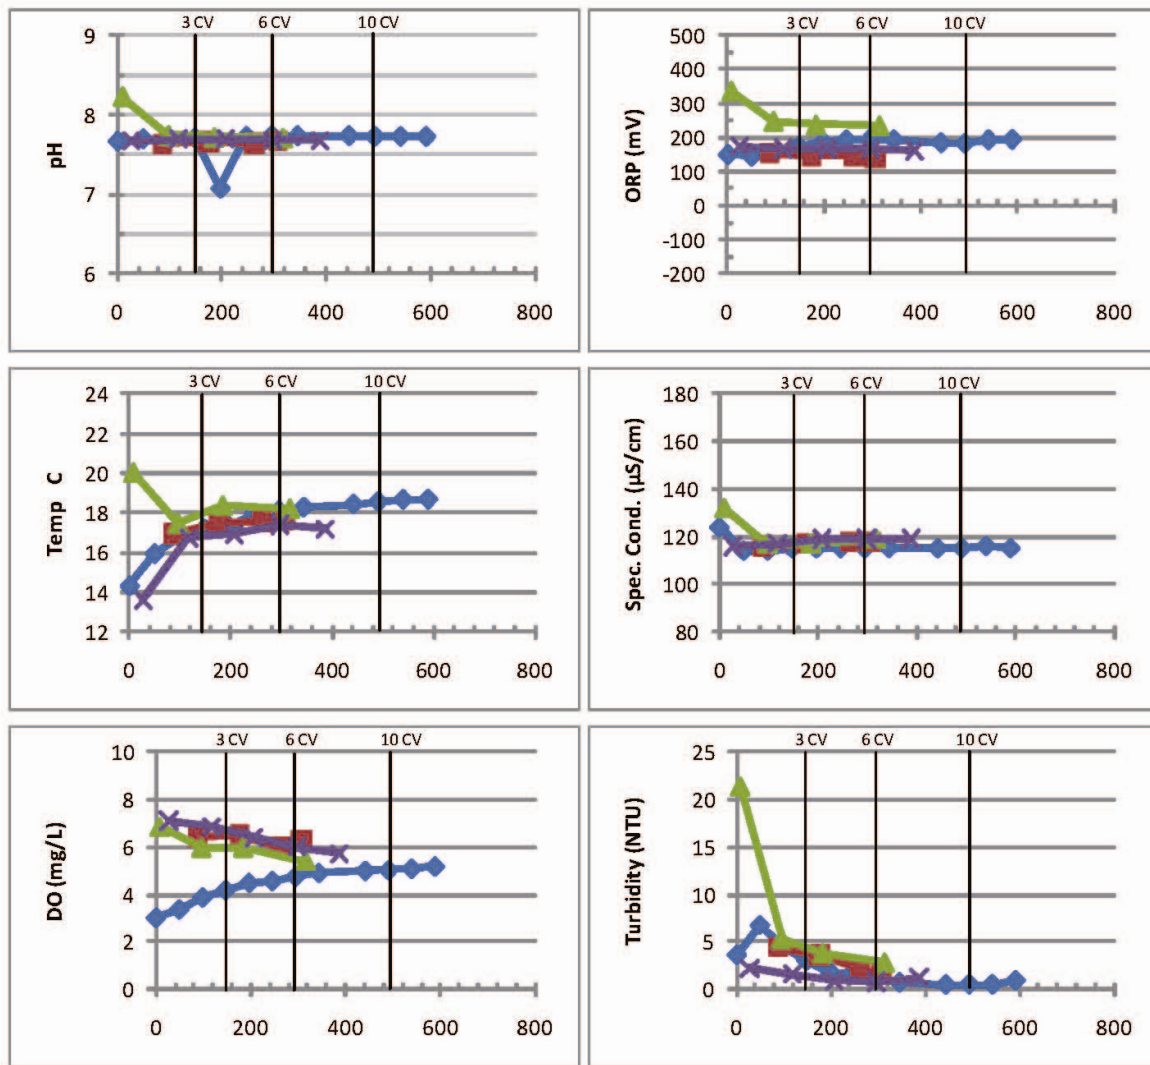 3 CV 6 CV 10 CV
9
8
7
6
pH
0 200 400 600 800
3 CV 6 CV 10 CV
500
400
300
200
100
0
-100
-200
ORP (mV)
0 200 400 600 800
3 CV 6 CV 10 CV
24
22
20
18
16
14
12
Temp C
0 200 400 600 800
3 CV 6 CV 10 CV
180
160
140
120
100
80
Spec. Cond. (µS/cm)
0 200 400 600 800
3 CV 6 CV 10 CV
10
8
6
4
2
0
DO (mg/L)
0 200 400 600 800
3 CV 6 CV 10 CV
25
20
15
10
5
0
Turbidity (NTU)
0 200 400 600 800